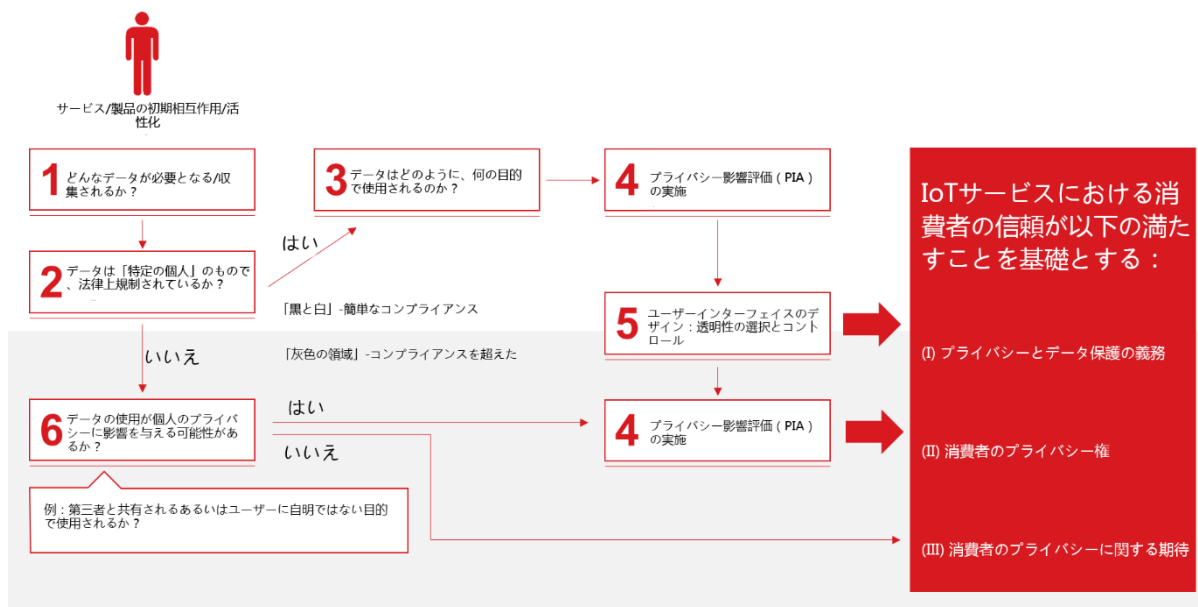 サービス/製品の初期相互作用/活
性化
1 どんなデータが必要となる/収
集されるか?
3 データはどのように、何の目的
で使用されるのか?
4 プライバシー影響評価(PIA)
の実施
2 データは「特定の個人」のもので
、法律上規制されているか?
はい
「黒と白」-簡単なコンプライアンス
5 ユーザーインターフェイスのデ
ザイン:透明性の選択とコント
ロール
いいえ
「灰色の領域」-コンプライアンスを超えた
6 データの使用が個人のプライバ
シーに影響を与える可能性があ
るか?
はい
いいえ
4 プライバシー影響評価(PIA)
の実施
例:第三者と共有されるあるいはユーザーに自明ではない目的
で使用されるか?
IoTサービスにおける消
費者の信頼が以下の満た
すことを基礎とする:
(I) プライバシーとデータ保護の義務
(II) 消費者のプライバシー権
(III) 消費者のプライバシーに関する期待